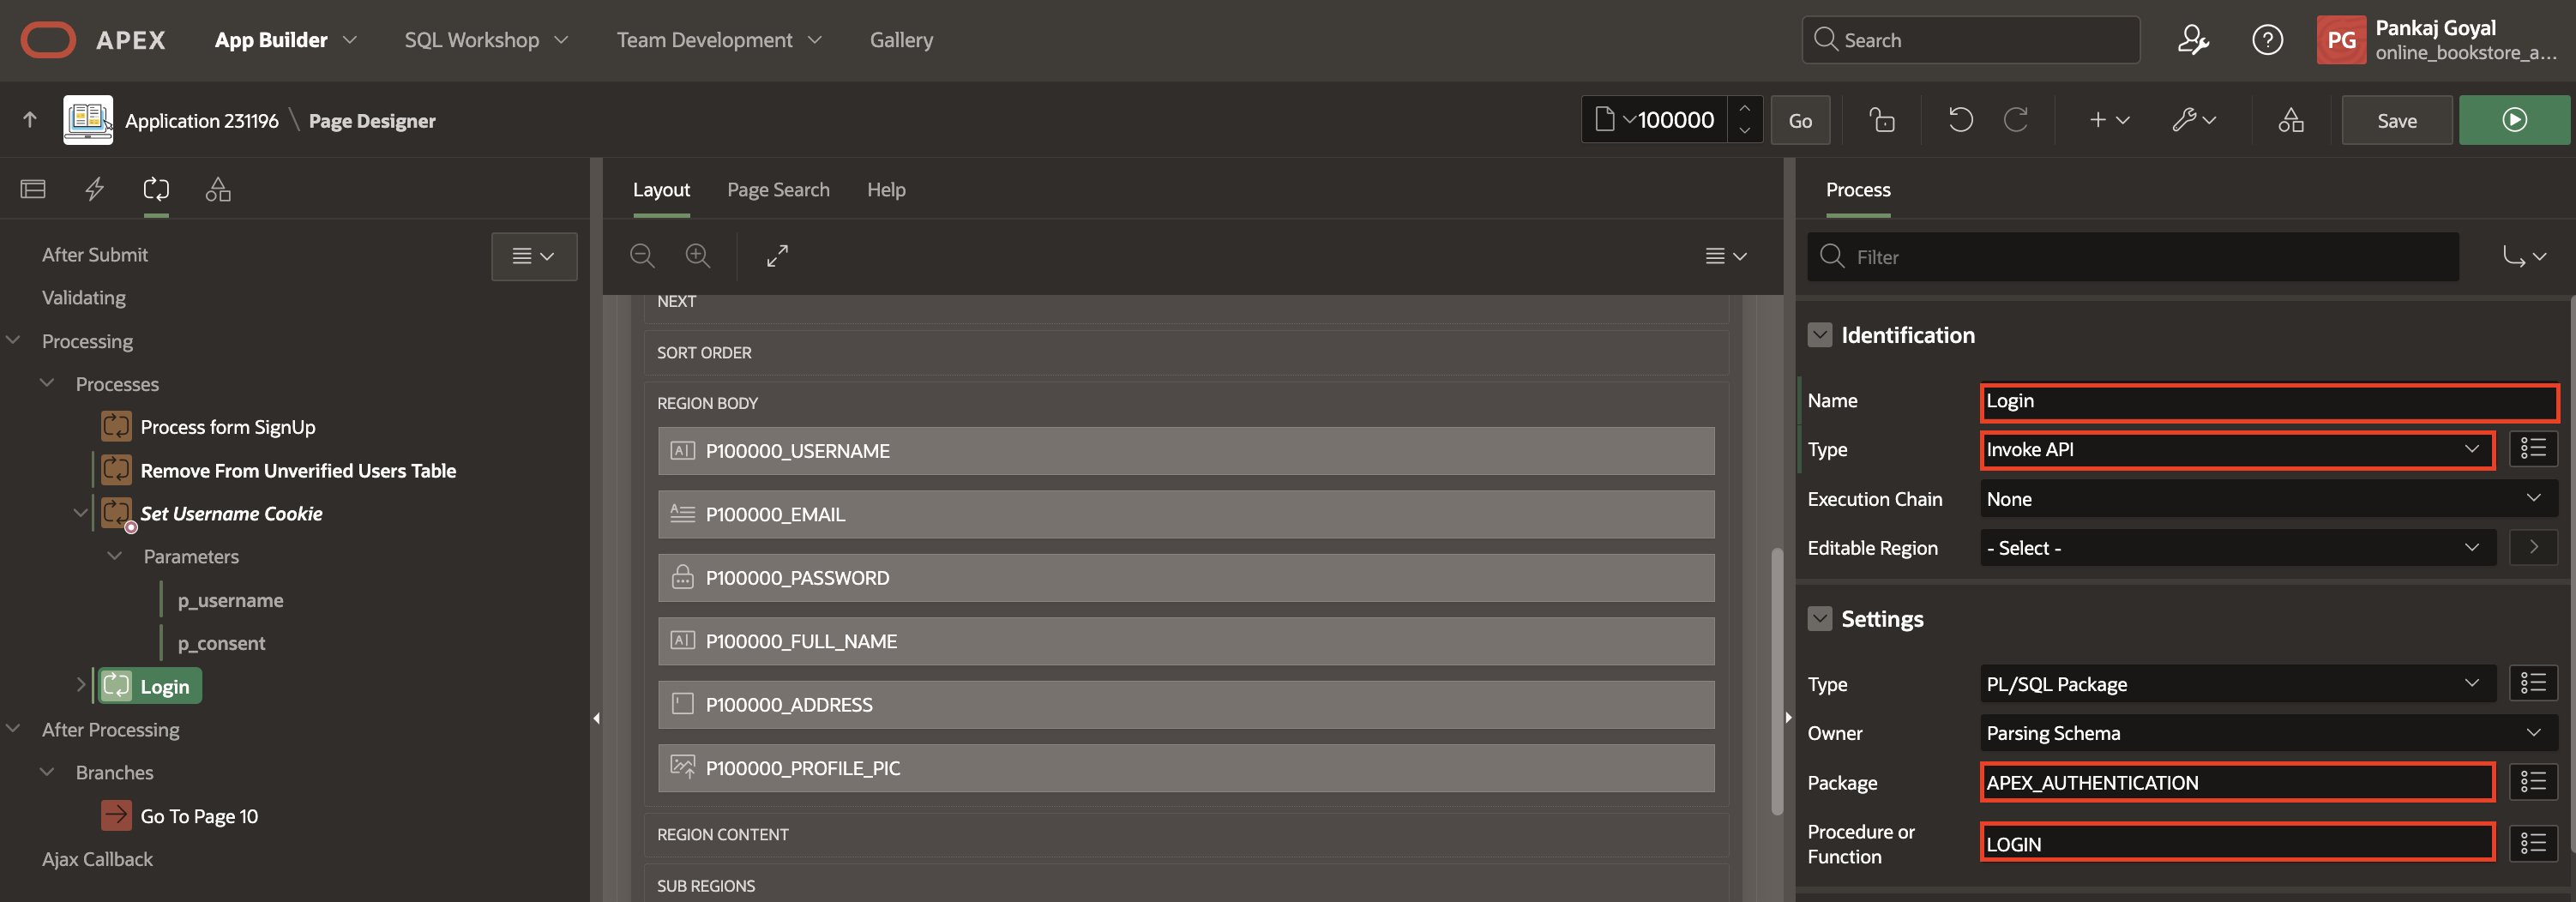 APEX App Builder SQL Workshop Team Development Gallery Search PG Pankaj Goyal
online_bookstore_a...
Application 231196 \ Page Designer 100000 Go Save
Layout Page Search Help
Process
After Submit
Validating
Processing
Processes
Process form SignUp
Remove From Unverified Users Table
Set Username Cookie
Parameters
p_username
p_consent
Login
After Processing
Branches
Go To Page 10
Ajax Callback
NEXT
SORT ORDER
REGION BODY
P100000_USERNAME
P100000_EMAIL
P100000_PASSWORD
P100000_FULL_NAME
P100000_ADDRESS
P100000_PROFILE_PIC
REGION CONTENT
SUB REGIONS
Filter
Identification
Name Login
Type Invoke API
Execution Chain None
Editable Region - Select -
Settings
Type PL/SQL Package
Owner Parsing Schema
Package APEX_AUTHENTICATION
Procedure or
Function LOGIN